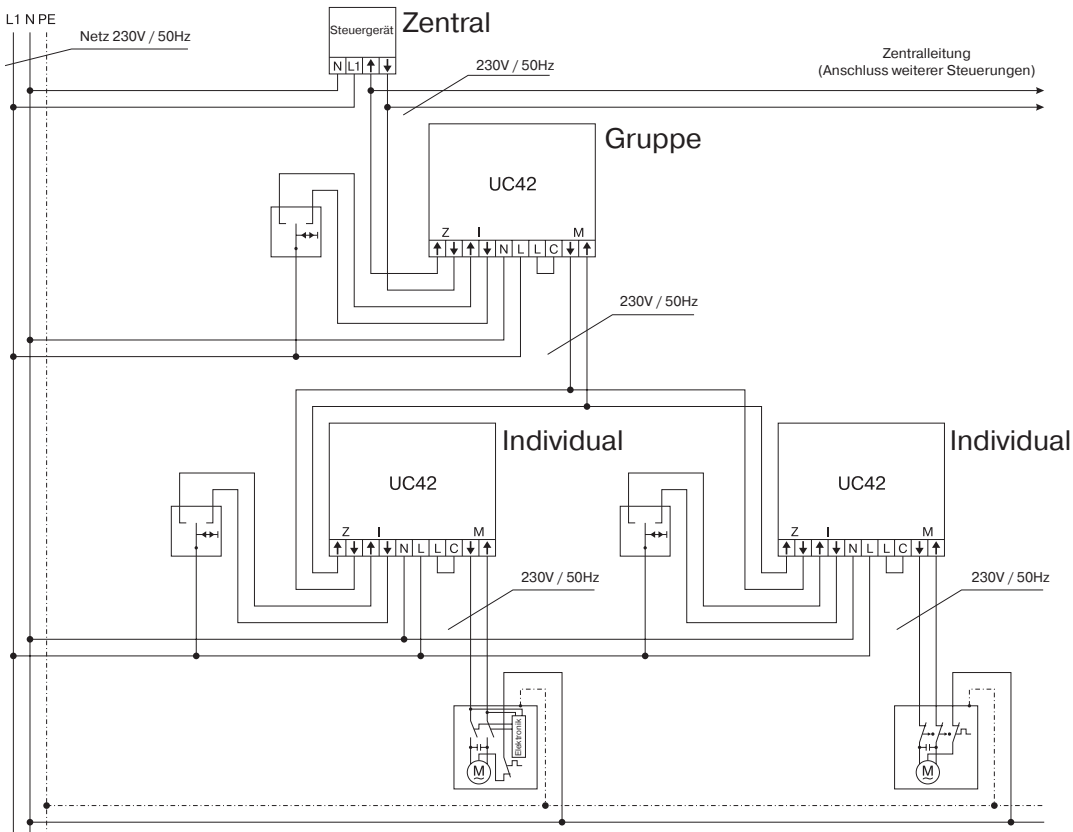 L1 N PE
Netz 230V / 50Hz
Steuergerät
Zentral
N L1 ↑ ↓
230V / 50Hz
Zentralleitung
(Anschluss weiterer Steuerungen)
Gruppe
UC42
Z I M
↑ ↓ ↑ ↓ N L L C ↓ ↑
230V / 50Hz
Individual
UC42
Z I M
↑ ↓ ↑ ↓ N L L C ↓ ↑
230V / 50Hz
Individual
UC42
Z I M
↑ ↓ ↑ ↓ N L L C ↓ ↑
230V / 50Hz
Elektronik
M
~
M
~